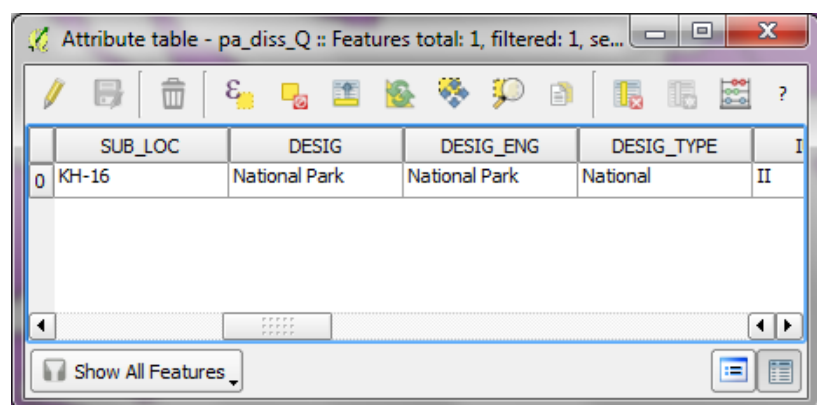 Attribute table - pa_diss_Q :: Features total: 1, filtered: 1, se...
ε ?
SUB_LOC DESIG DESIG_ENG DESIG_TYPE I
0 KH-16 National Park National Park National II
Show All Features